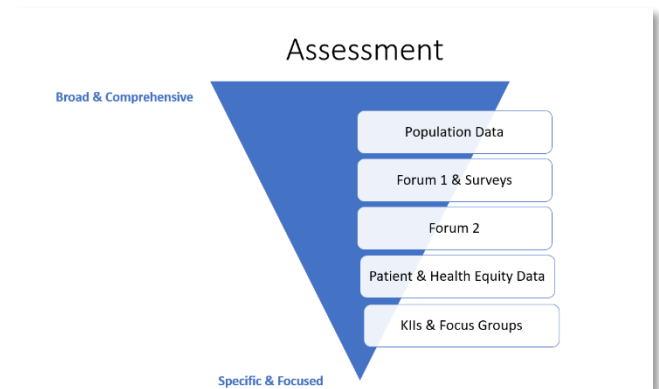 Assessment
Broad & Comprehensive
Population Data
Forum 1 & Surveys
Forum 2
Patient & Health Equity Data
KIIs & Focus Groups
Specific & Focused